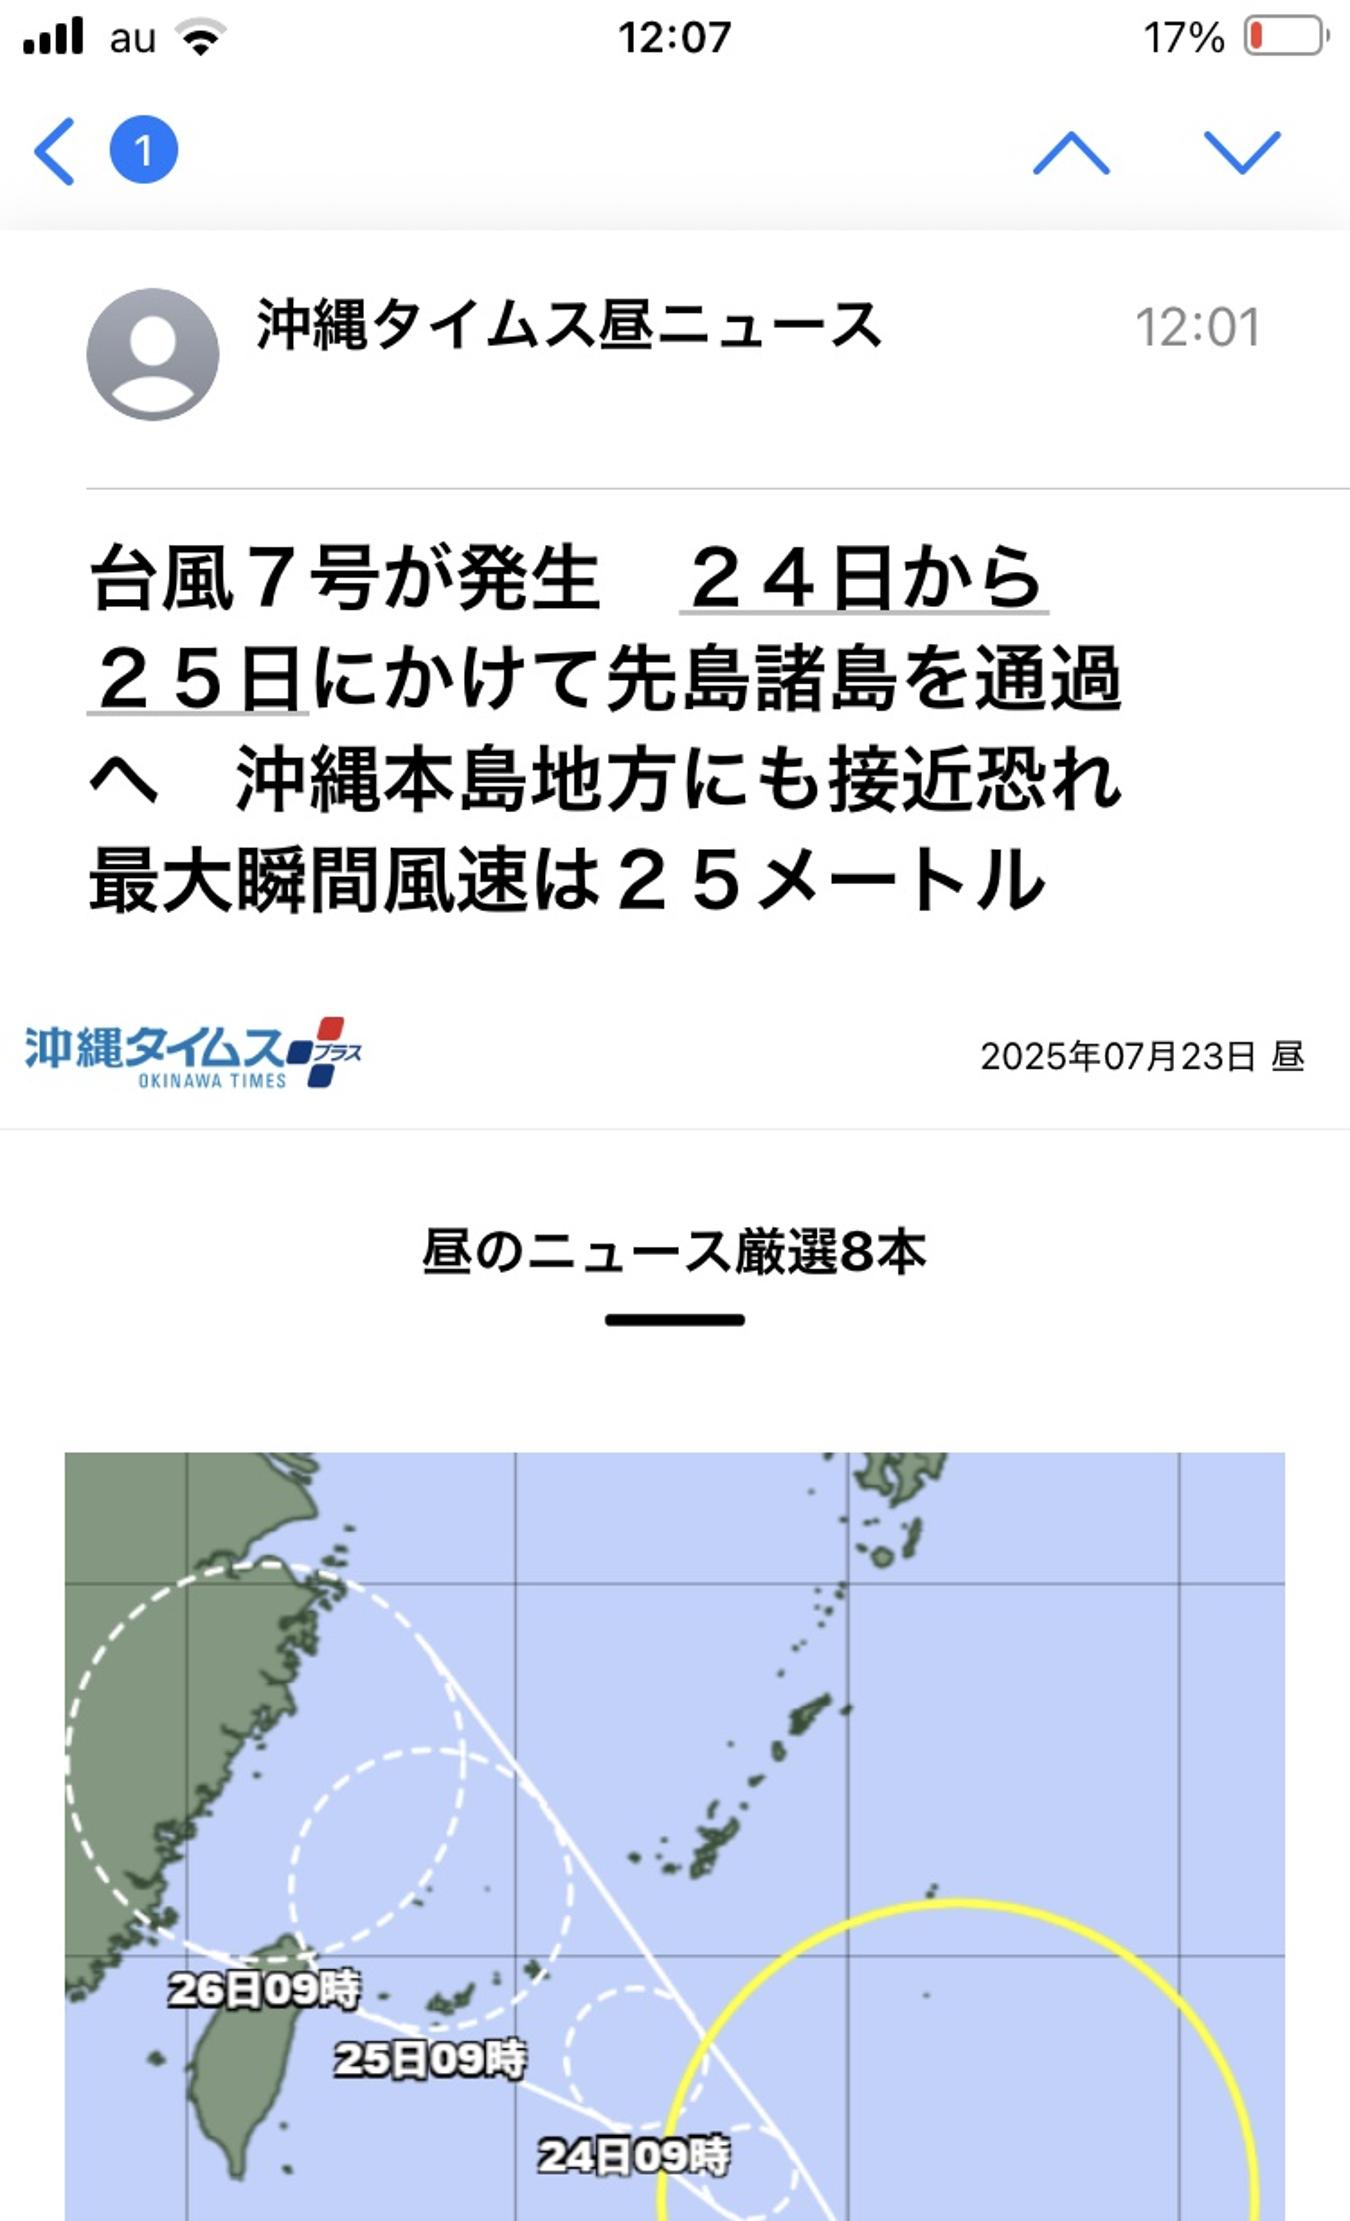 au 12:07 17%
1
沖縄タイムス昼ニュース 12:01
台風７号が発生　２４日から
２５日にかけて先島諸島を通過
へ　沖縄本島地方にも接近恐れ
最大瞬間風速は２５メートル
沖縄タイムスプラス 2025年07月23日 昼
OKINAWA TIMES
昼のニュース厳選8本
26日09時
25日09時
24日09時